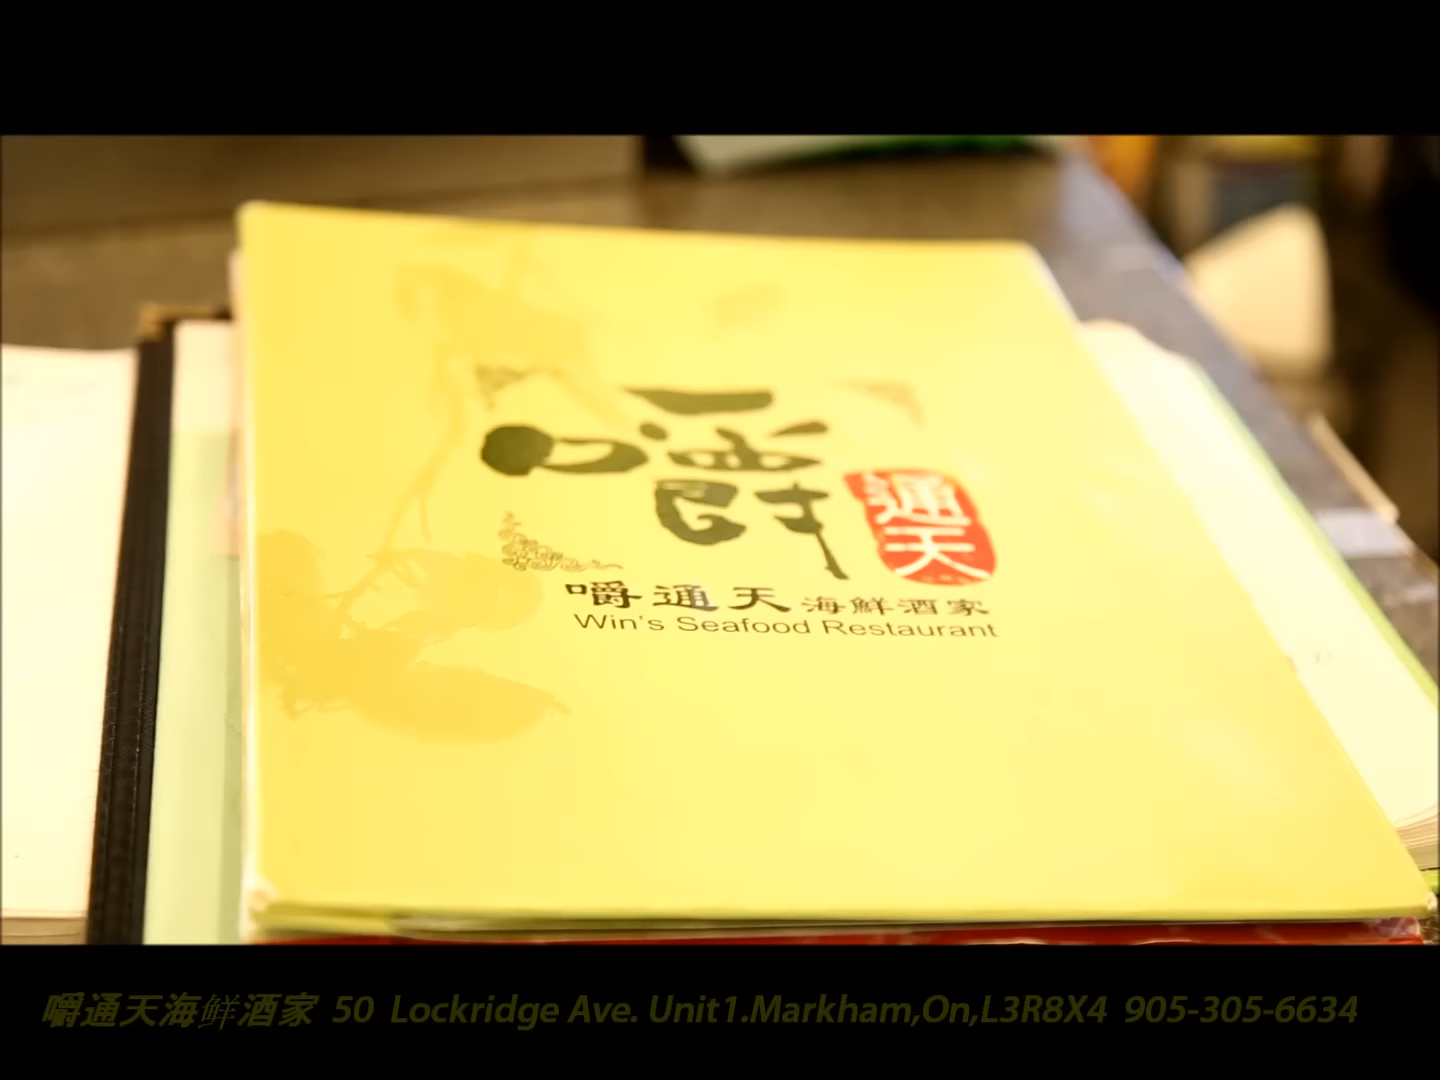 嚼
通
天
嚼通天海鮮酒家
Win's Seafood Restaurant
嚼通天海鲜酒家 50 Lockridge Ave. Unit1.Markham,On,L3R8X4 905-305-6634